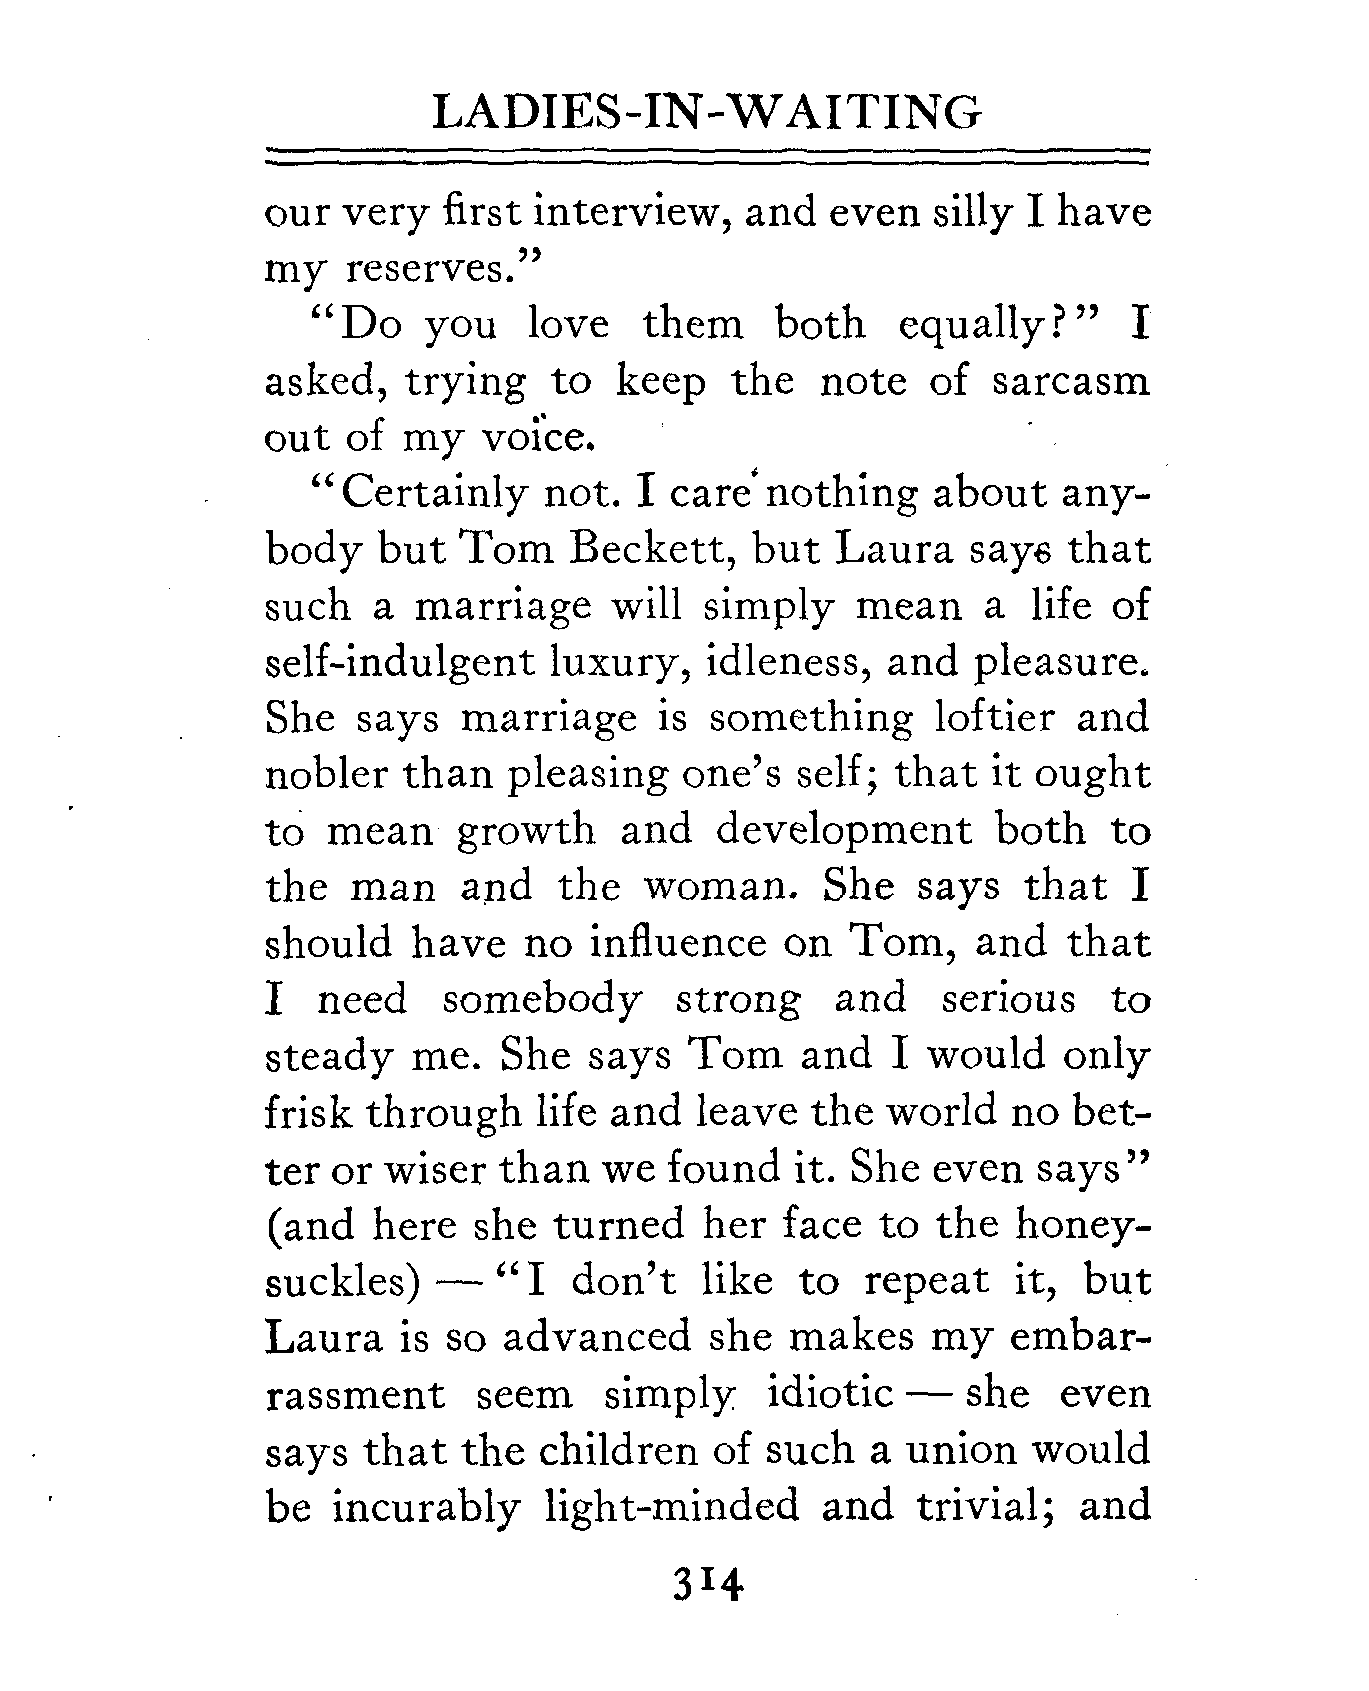 LADIES-IN-WAITING
our very first interview, and even silly I have
my reserves.”
“Do you love them both equally?” I
asked, trying to keep the note of sarcasm
out of my voice.
“Certainly not. I care nothing about any-
body but Tom Beckett, but Laura says that
such a marriage will simply mean a life of
self-indulgent luxury, idleness, and pleasure.
She says marriage is something loftier and
nobler than pleasing one’s self; that it ought
to mean growth and development both to
the man and the woman. She says that I
should have no influence on Tom, and that
I need somebody strong and serious to
steady me. She says Tom and I would only
frisk through life and leave the world no bet-
ter or wiser than we found it. She even says”
(and here she turned her face to the honey-
suckles) — “I don’t like to repeat it, but
Laura is so advanced she makes my embar-
rassment seem simply idiotic — she even
says that the children of such a union would
be incurably light-minded and trivial; and
314